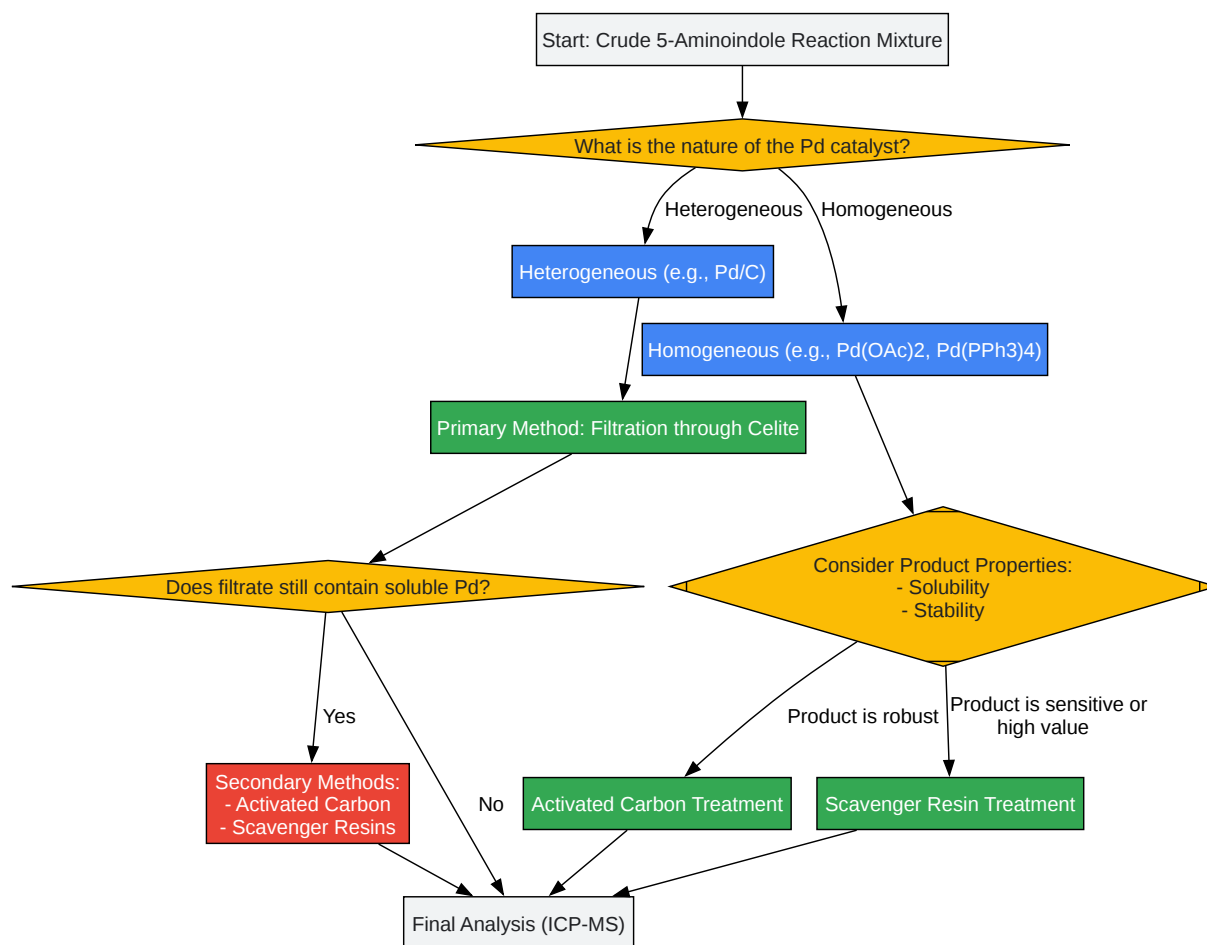 Start: Crude 5-Aminoindole Reaction Mixture
What is the nature of the Pd catalyst?
Heterogeneous
Homogeneous
Heterogeneous (e.g., Pd/C)
Homogeneous (e.g., Pd(OAc)2, Pd(PPh3)4)
Primary Method: Filtration through Celite
Does filtrate still contain soluble Pd?
Consider Product Properties:
- Solubility
- Stability
Yes
No
Product is robust
Product is sensitive or
high value
Secondary Methods:
- Activated Carbon
- Scavenger Resins
Activated Carbon Treatment
Scavenger Resin Treatment
Final Analysis (ICP-MS)